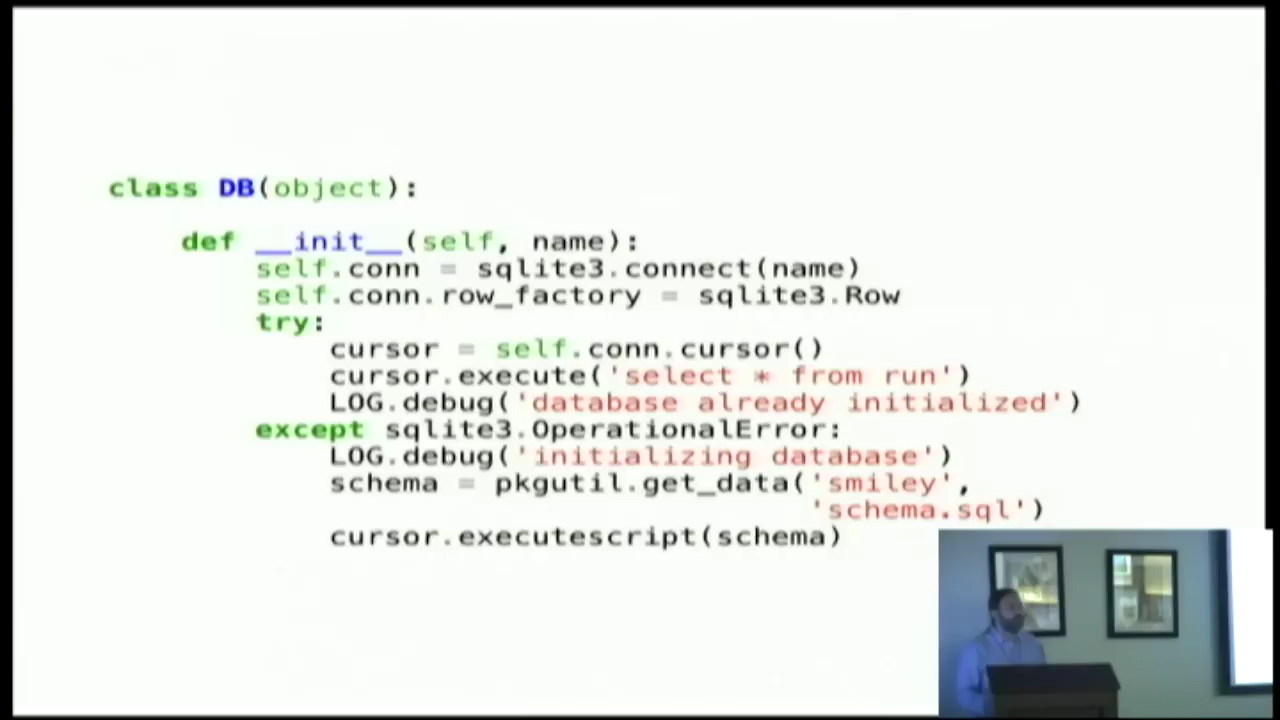 class DB(object):
def __init__(self, name):
self.conn = sqlite3.connect(name)
self.conn.row_factory = sqlite3.Row
try:
cursor = self.conn.cursor()
cursor.execute('select * from run')
LOG.debug('database already initialized')
except sqlite3.OperationalError:
LOG.debug('initializing database')
schema = pkgutil.get_data('smiley',
'schema.sql')
cursor.executescript(schema)